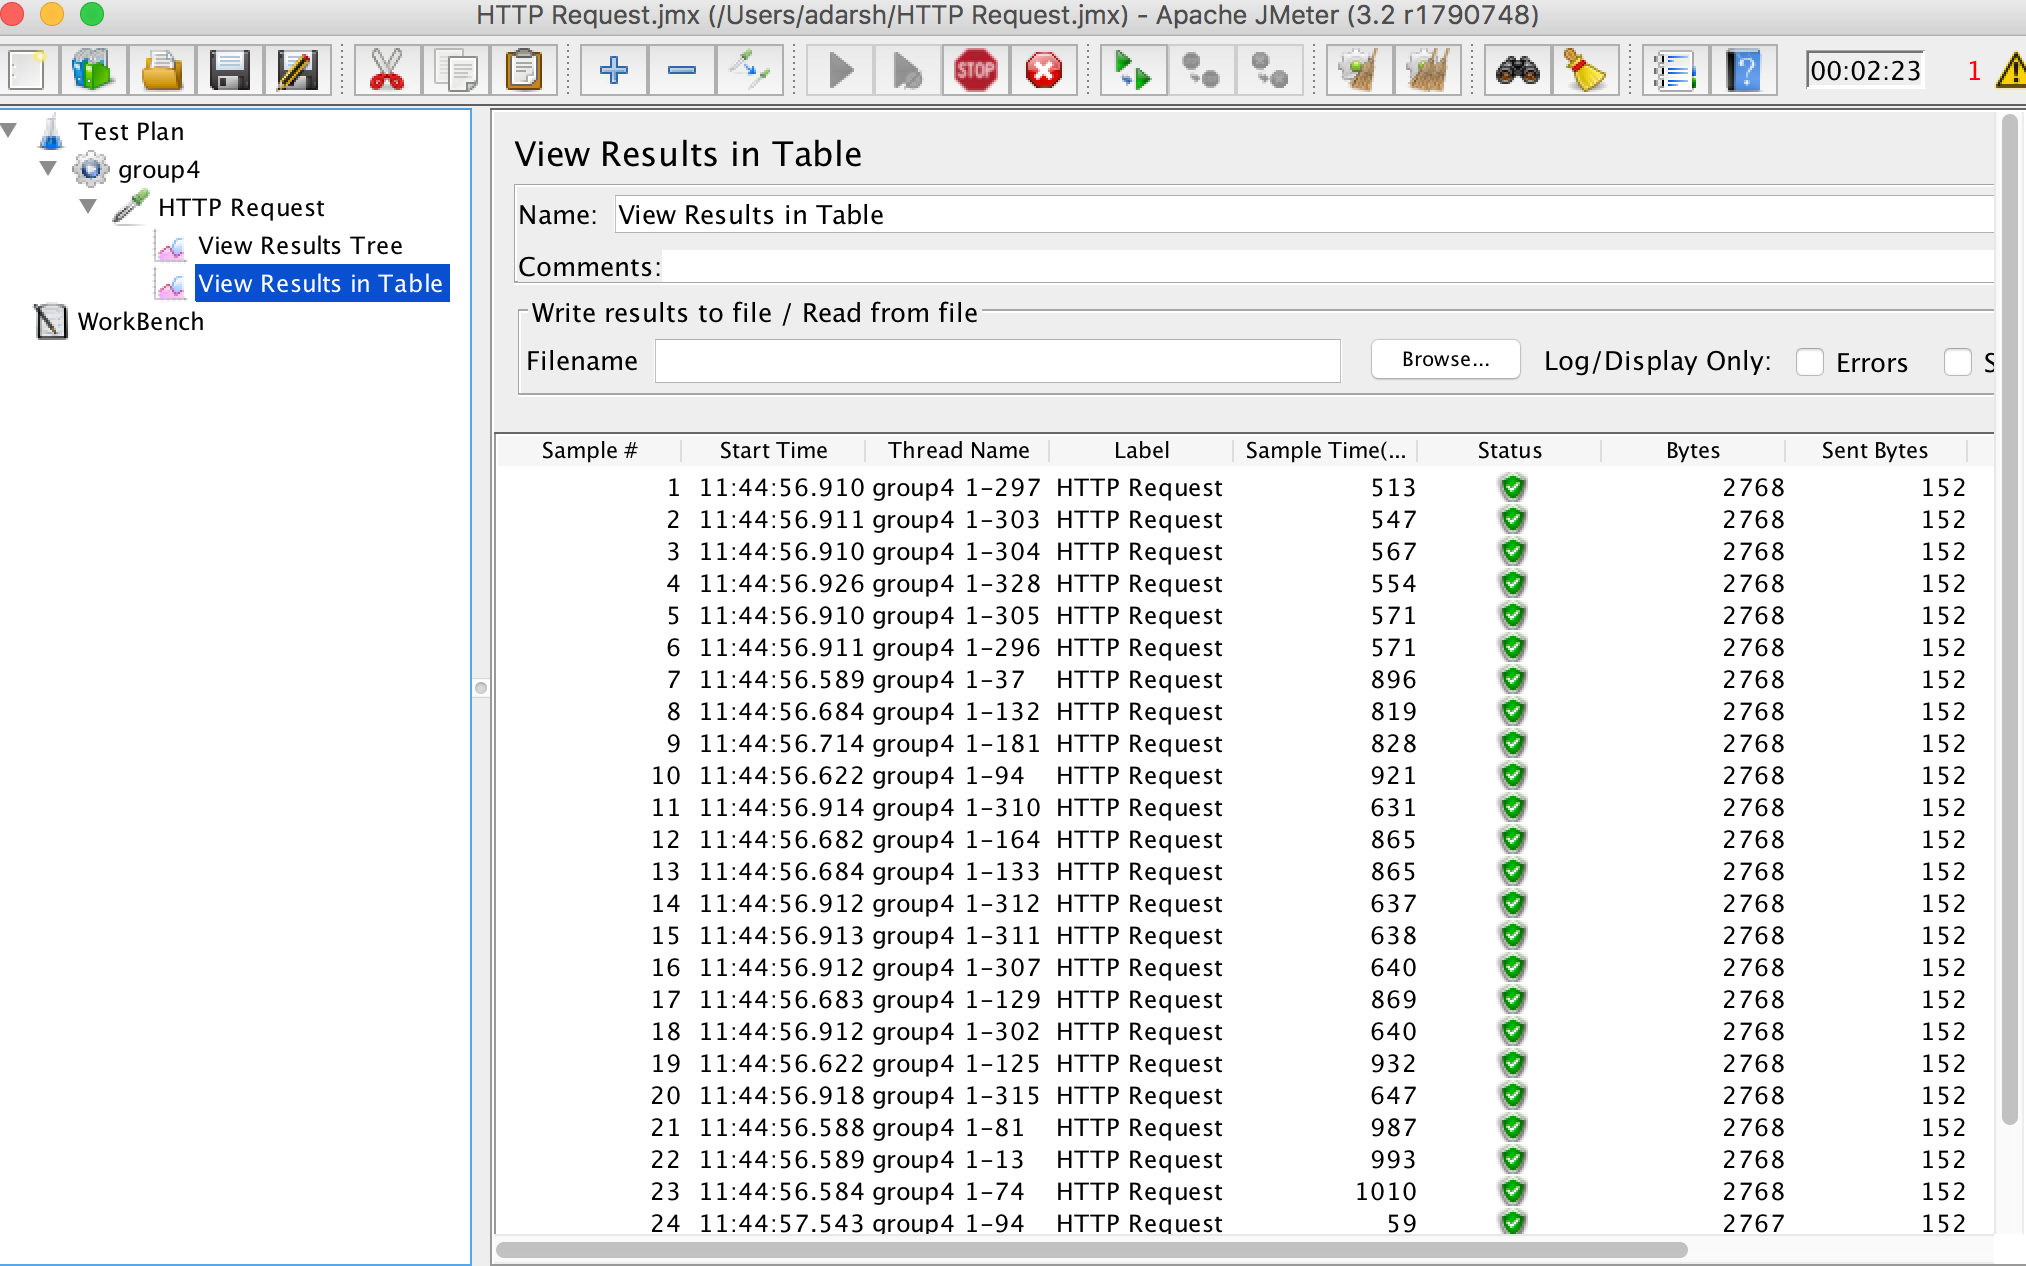 HTTP Request.jmx (/Users/adarsh/HTTP Request.jmx) - Apache JMeter (3.2 r1790748)
STOP ? 00:02:23 1
Test Plan
group4
HTTP Request
View Results Tree
View Results in Table
WorkBench
View Results in Table
Name: View Results in Table
Comments:
Write results to file / Read from file
Filename Browse... Log/Display Only: Errors S
Sample # Start Time Thread Name Label Sample Time(... Status Bytes Sent Bytes
1 11:44:56.910 group4 1-297 HTTP Request 513 2768 152
2 11:44:56.911 group4 1-303 HTTP Request 547 2768 152
3 11:44:56.910 group4 1-304 HTTP Request 567 2768 152
4 11:44:56.926 group4 1-328 HTTP Request 554 2768 152
5 11:44:56.910 group4 1-305 HTTP Request 571 2768 152
6 11:44:56.911 group4 1-296 HTTP Request 571 2768 152
7 11:44:56.589 group4 1-37 HTTP Request 896 2768 152
8 11:44:56.684 group4 1-132 HTTP Request 819 2768 152
9 11:44:56.714 group4 1-181 HTTP Request 828 2768 152
10 11:44:56.622 group4 1-94 HTTP Request 921 2768 152
11 11:44:56.914 group4 1-310 HTTP Request 631 2768 152
12 11:44:56.682 group4 1-164 HTTP Request 865 2768 152
13 11:44:56.684 group4 1-133 HTTP Request 865 2768 152
14 11:44:56.912 group4 1-312 HTTP Request 637 2768 152
15 11:44:56.913 group4 1-311 HTTP Request 638 2768 152
16 11:44:56.912 group4 1-307 HTTP Request 640 2768 152
17 11:44:56.683 group4 1-129 HTTP Request 869 2768 152
18 11:44:56.912 group4 1-302 HTTP Request 640 2768 152
19 11:44:56.622 group4 1-125 HTTP Request 932 2768 152
20 11:44:56.918 group4 1-315 HTTP Request 647 2768 152
21 11:44:56.588 group4 1-81 HTTP Request 987 2768 152
22 11:44:56.589 group4 1-13 HTTP Request 993 2768 152
23 11:44:56.584 group4 1-74 HTTP Request 1010 2768 152
24 11:44:57.543 group4 1-94 HTTP Request 59 2767 152